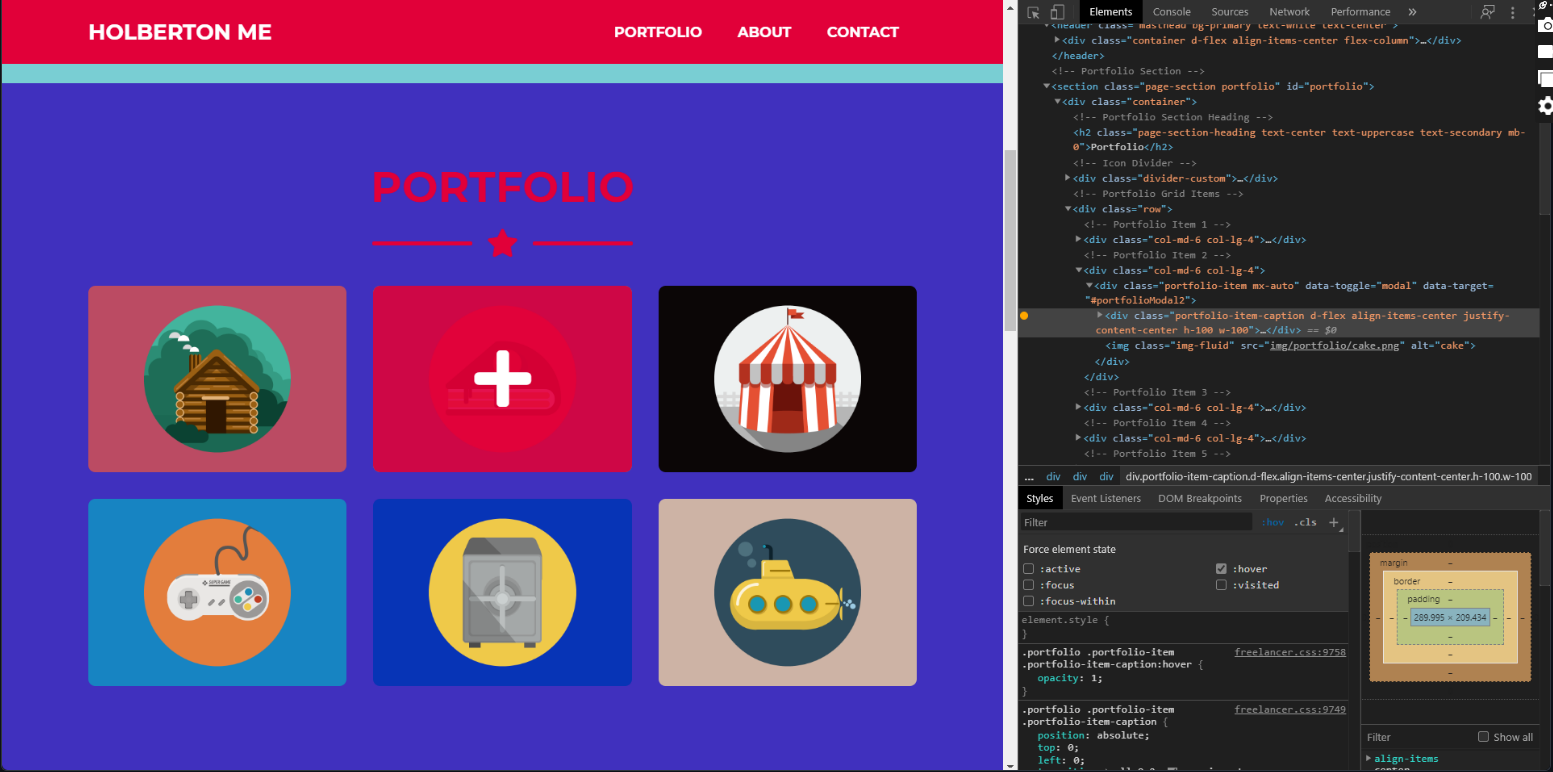 HOLBERTON ME
PORTFOLIO ABOUT CONTACT
PORTFOLIO
SUPER GAME
Elements Console Sources Network Performance »
<header class="masthead bg-primary text-white text-center">
<div class="container d-flex align-items-center flex-column">…</div>
</header>
<!-- Portfolio Section -->
<section class="page-section portfolio" id="portfolio">
<div class="container">
<!-- Portfolio Section Heading -->
<h2 class="page-section-heading text-center text-uppercase text-secondary mb-
0">Portfolio</h2>
<!-- Icon Divider -->
<div class="divider-custom">…</div>
<!-- Portfolio Grid Items -->
<div class="row">
<!-- Portfolio Item 1 -->
<div class="col-md-6 col-lg-4">…</div>
<!-- Portfolio Item 2 -->
<div class="col-md-6 col-lg-4">
<div class="portfolio-item mx-auto" data-toggle="modal" data-target=
"#portfolioModal2">
<div class="portfolio-item-caption d-flex align-items-center justify-
content-center h-100 w-100">…</div> == $0
<img class="img-fluid" src="img/portfolio/cake.png" alt="cake">
</div>
</div>
<!-- Portfolio Item 3 -->
<div class="col-md-6 col-lg-4">…</div>
<!-- Portfolio Item 4 -->
<div class="col-md-6 col-lg-4">…</div>
<!-- Portfolio Item 5 -->
... div div div div.portfolio-item-caption.d-flex.align-items-center.justify-content-center.h-100.w-100
Styles Event Listeners DOM Breakpoints Properties Accessibility
Filter :hov .cls +
Force element state
:active :hover
:focus :visited
:focus-within
element.style {
}
.portfolio .portfolio-item freelancer.css:9758
.portfolio-item-caption:hover {
opacity: 1;
}
.portfolio .portfolio-item freelancer.css:9749
.portfolio-item-caption {
position: absolute;
top: 0;
left: 0;
margin –
border –
padding –
– – – 289.995 × 209.434 – – –
–
–
–
Filter Show all
align-items